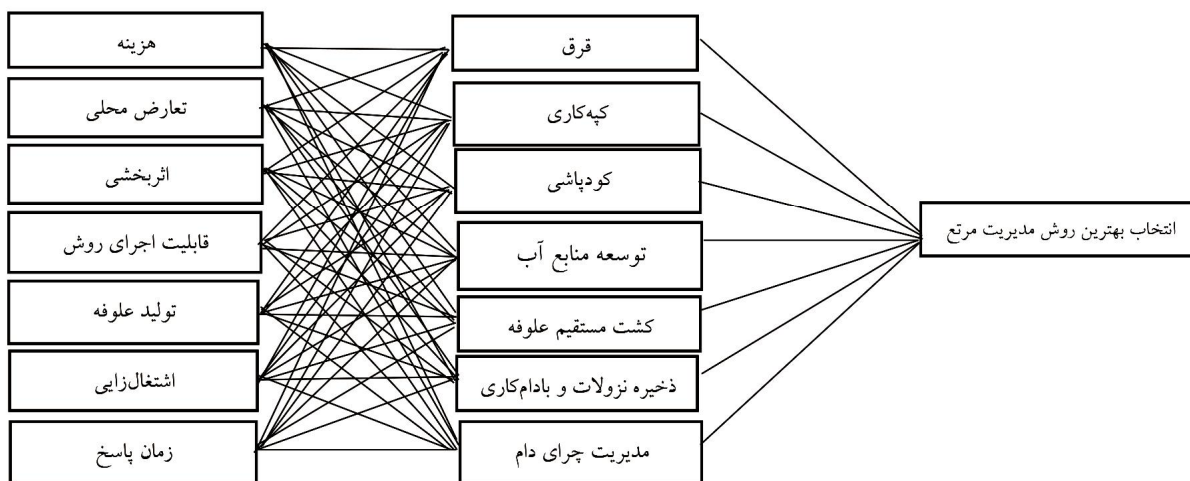 انتخاب بهترین روش مدیریت مرتع
قرق
کپه‌کاری
کودپاشی
توسعه منابع آب
کشت مستقیم علوفه
ذخیره نزولات و بادام‌کاری
مدیریت چرای دام
هزینه
تعارض محلی
اثربخشی
قابلیت اجرای روش
تولید علوفه
اشتغال‌زایی
زمان پاسخ